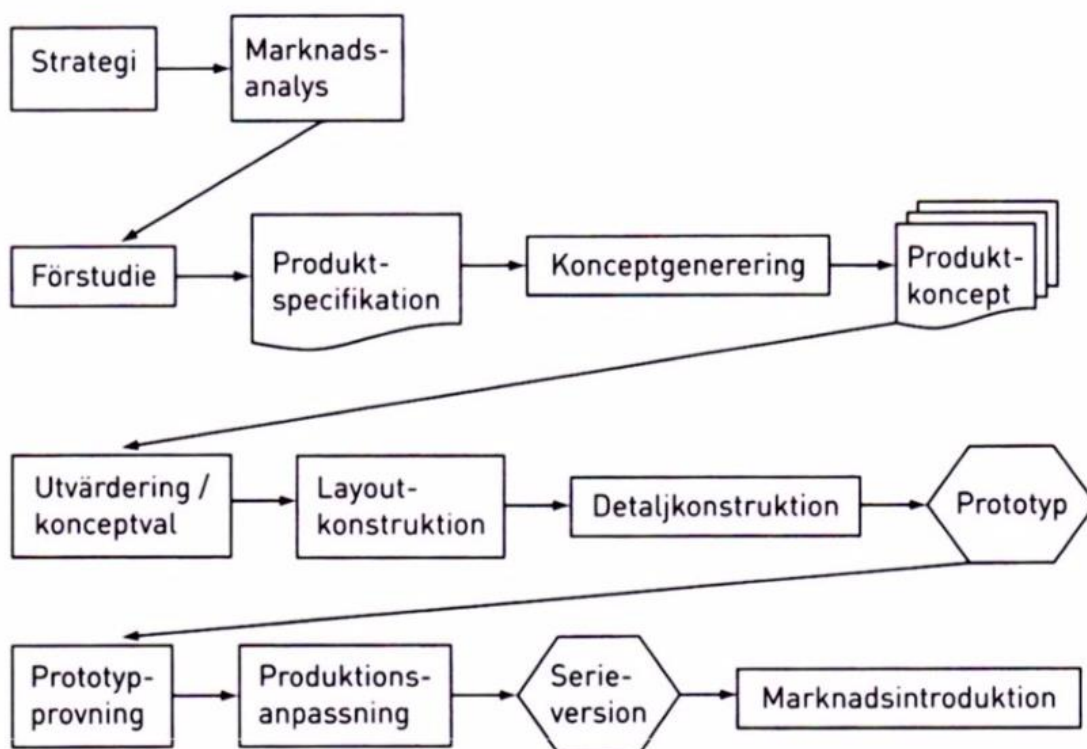 Strategi
Marknads-
analys
Förstudie
Produkt-
specifikation
Konceptgenerering
Produkt-
koncept
Utvärdering /
konceptval
Layout-
konstruktion
Detaljkonstruktion
Prototyp
Prototyp-
provning
Produktions-
anpassning
Serie-
version
Marknadsintroduktion